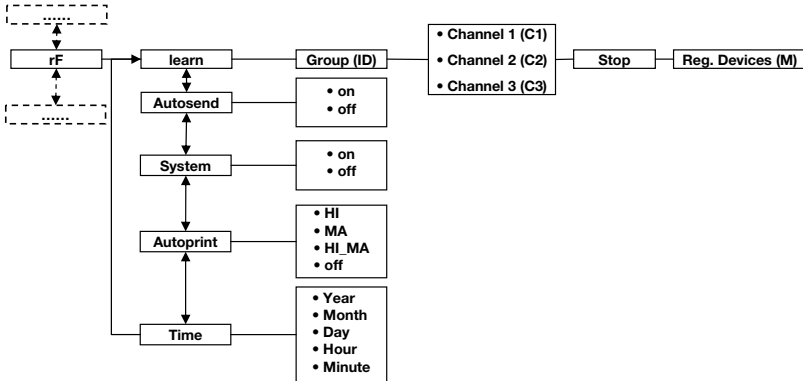 ......
rF
......
learn
Group (ID)
• Channel 1 (C1)
• Channel 2 (C2)
• Channel 3 (C3)
Stop
Reg. Devices (M)
Autosend
• on
• off
System
• on
• off
Autoprint
• HI
• MA
• HI_MA
• off
Time
• Year
• Month
• Day
• Hour
• Minute